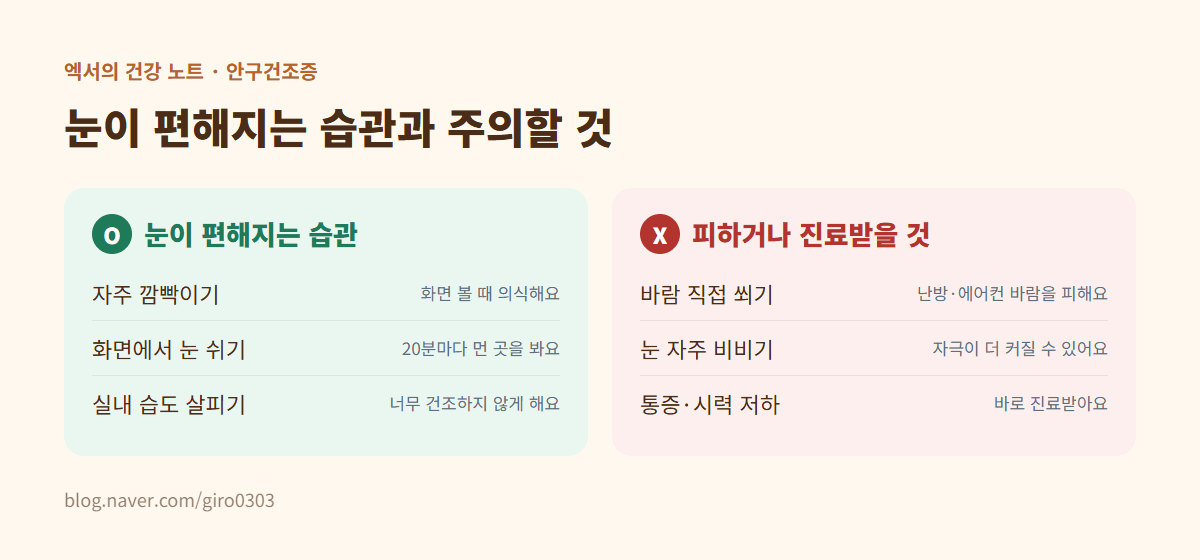 엑서의 건강 노트 · 안구건조증
눈이 편해지는 습관과 주의할 것
O 눈이 편해지는 습관
자주 깜빡이기 화면 볼 때 의식해요
화면에서 눈 쉬기 20분마다 먼 곳을 봐요
실내 습도 살피기 너무 건조하지 않게 해요
X 피하거나 진료받을 것
바람 직접 쐬기 난방·에어컨 바람을 피해요
눈 자주 비비기 자극이 더 커질 수 있어요
통증·시력 저하 바로 진료받아요
blog.naver.com/giro0303